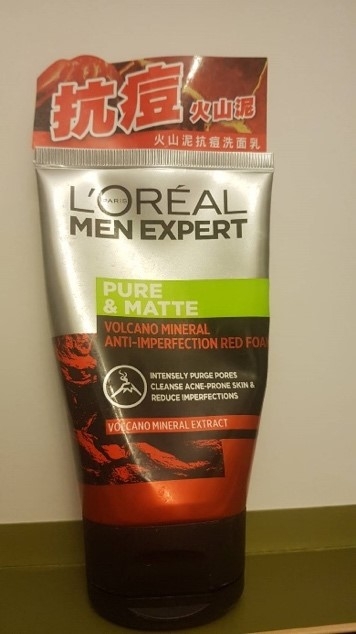 抗痘 火山泥
火山泥抗痘洗面乳
L'ORÉAL
PARIS
MEN EXPERT
PURE
& MATTE
VOLCANO MINERAL
ANTI-IMPERFECTION RED FOAM
INTENSELY PURGE PORES
CLEANSE ACNE-PRONE SKIN &
REDUCE IMPERFECTIONS
VOLCANO MINERAL EXTRACT